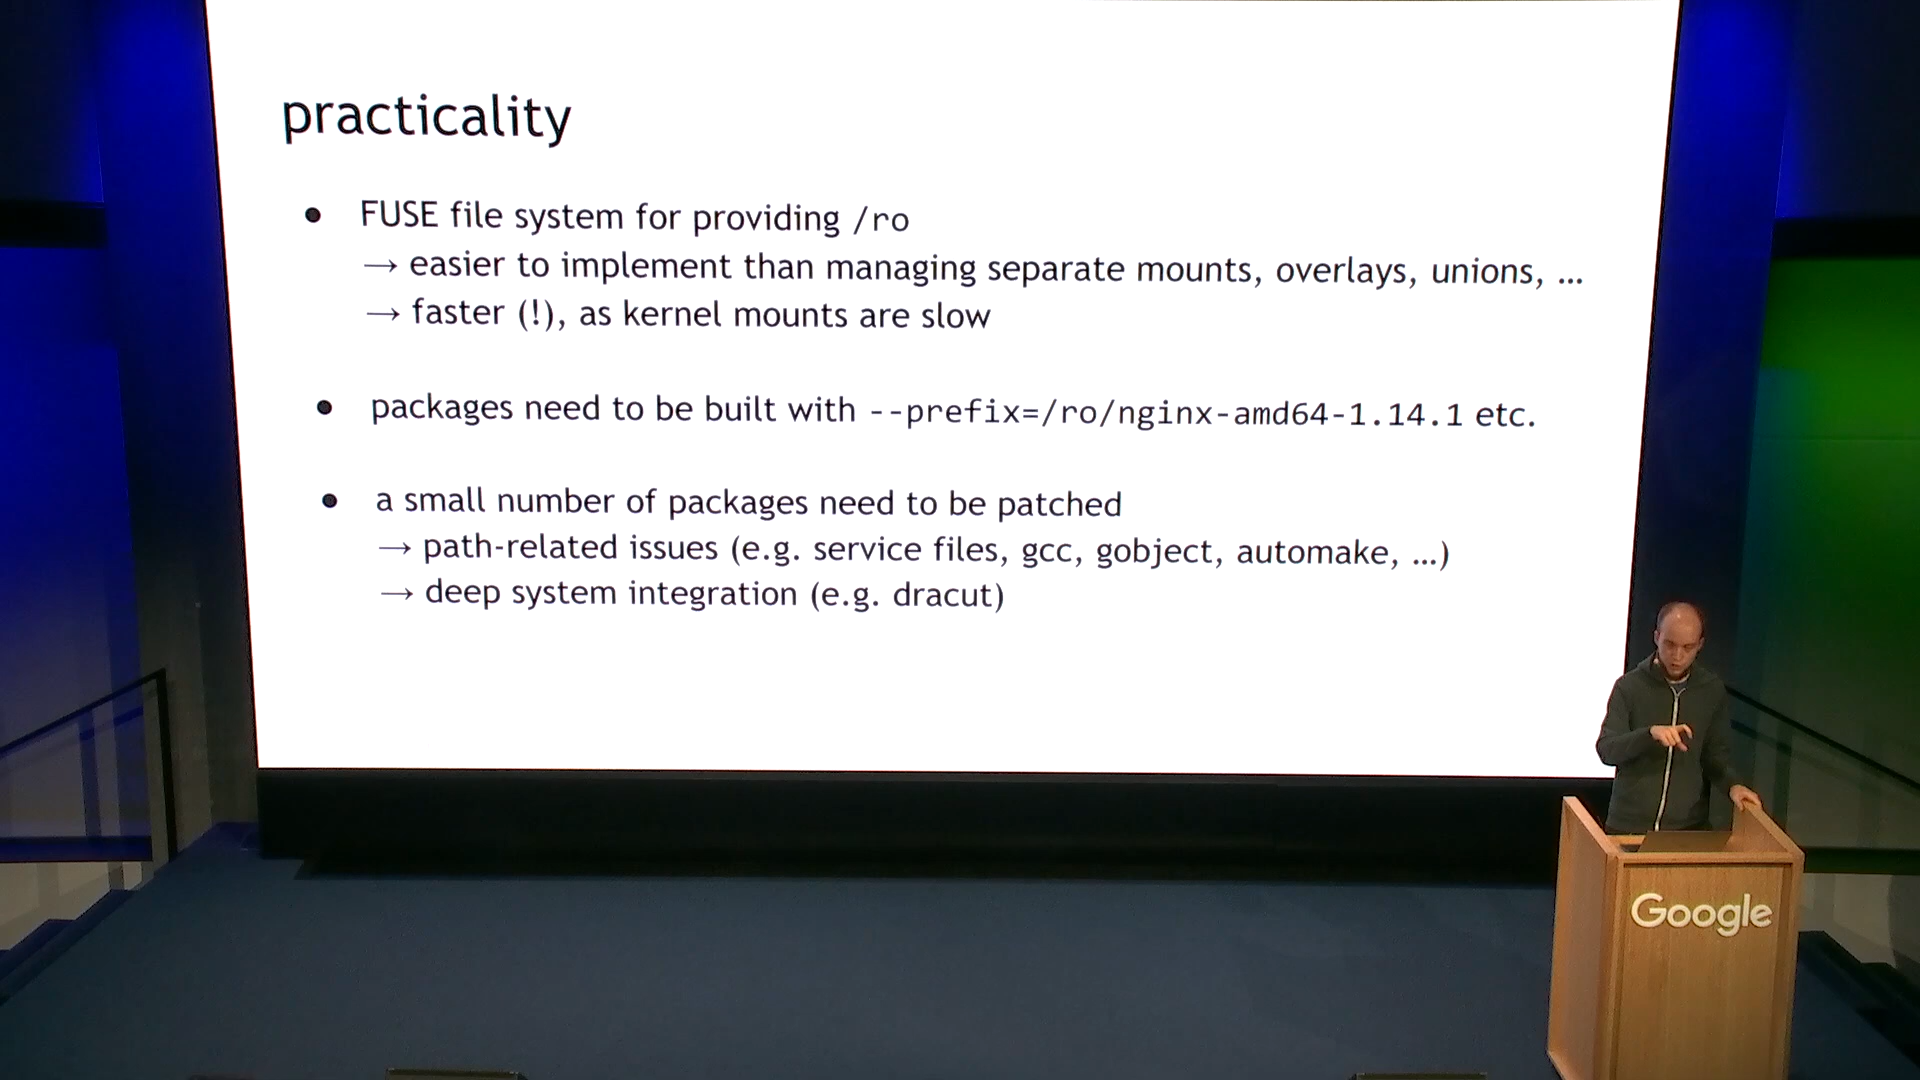 practicality
● FUSE file system for providing /ro
→ easier to implement than managing separate mounts, overlays, unions, ...
→ faster (!), as kernel mounts are slow
● packages need to be built with --prefix=/ro/nginx-amd64-1.14.1 etc.
● a small number of packages need to be patched
→ path-related issues (e.g. service files, gcc, gobject, automake, ...)
→ deep system integration (e.g. dracut)
Google